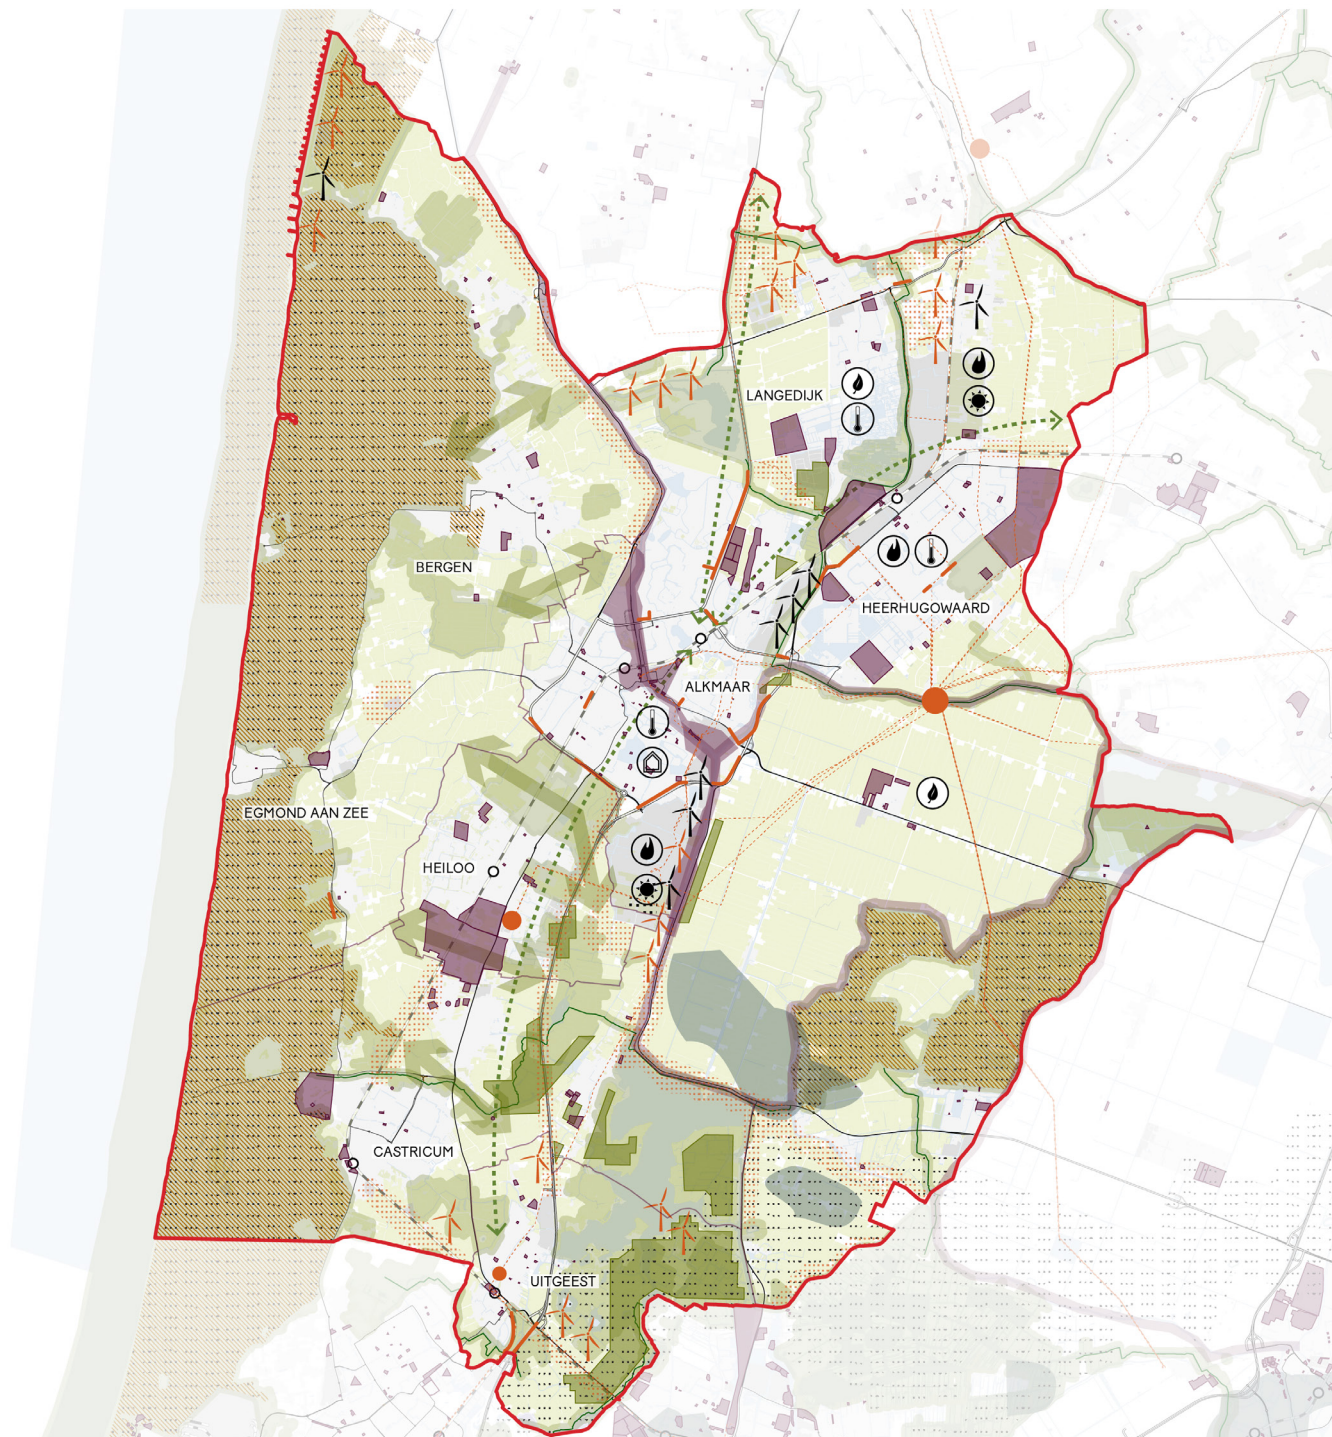 LANGEDIJK
BERGEN
HEERHUGOWAARD
ALKMAAR
EGMOND AAN ZEE
HEILOO
CASTRICUM
UITGEEST